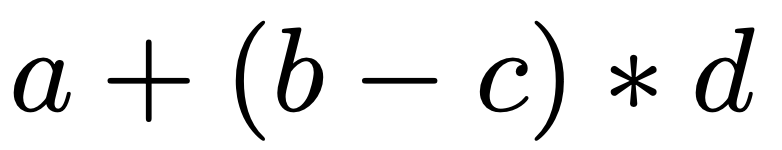 a + (b − c) ∗ d